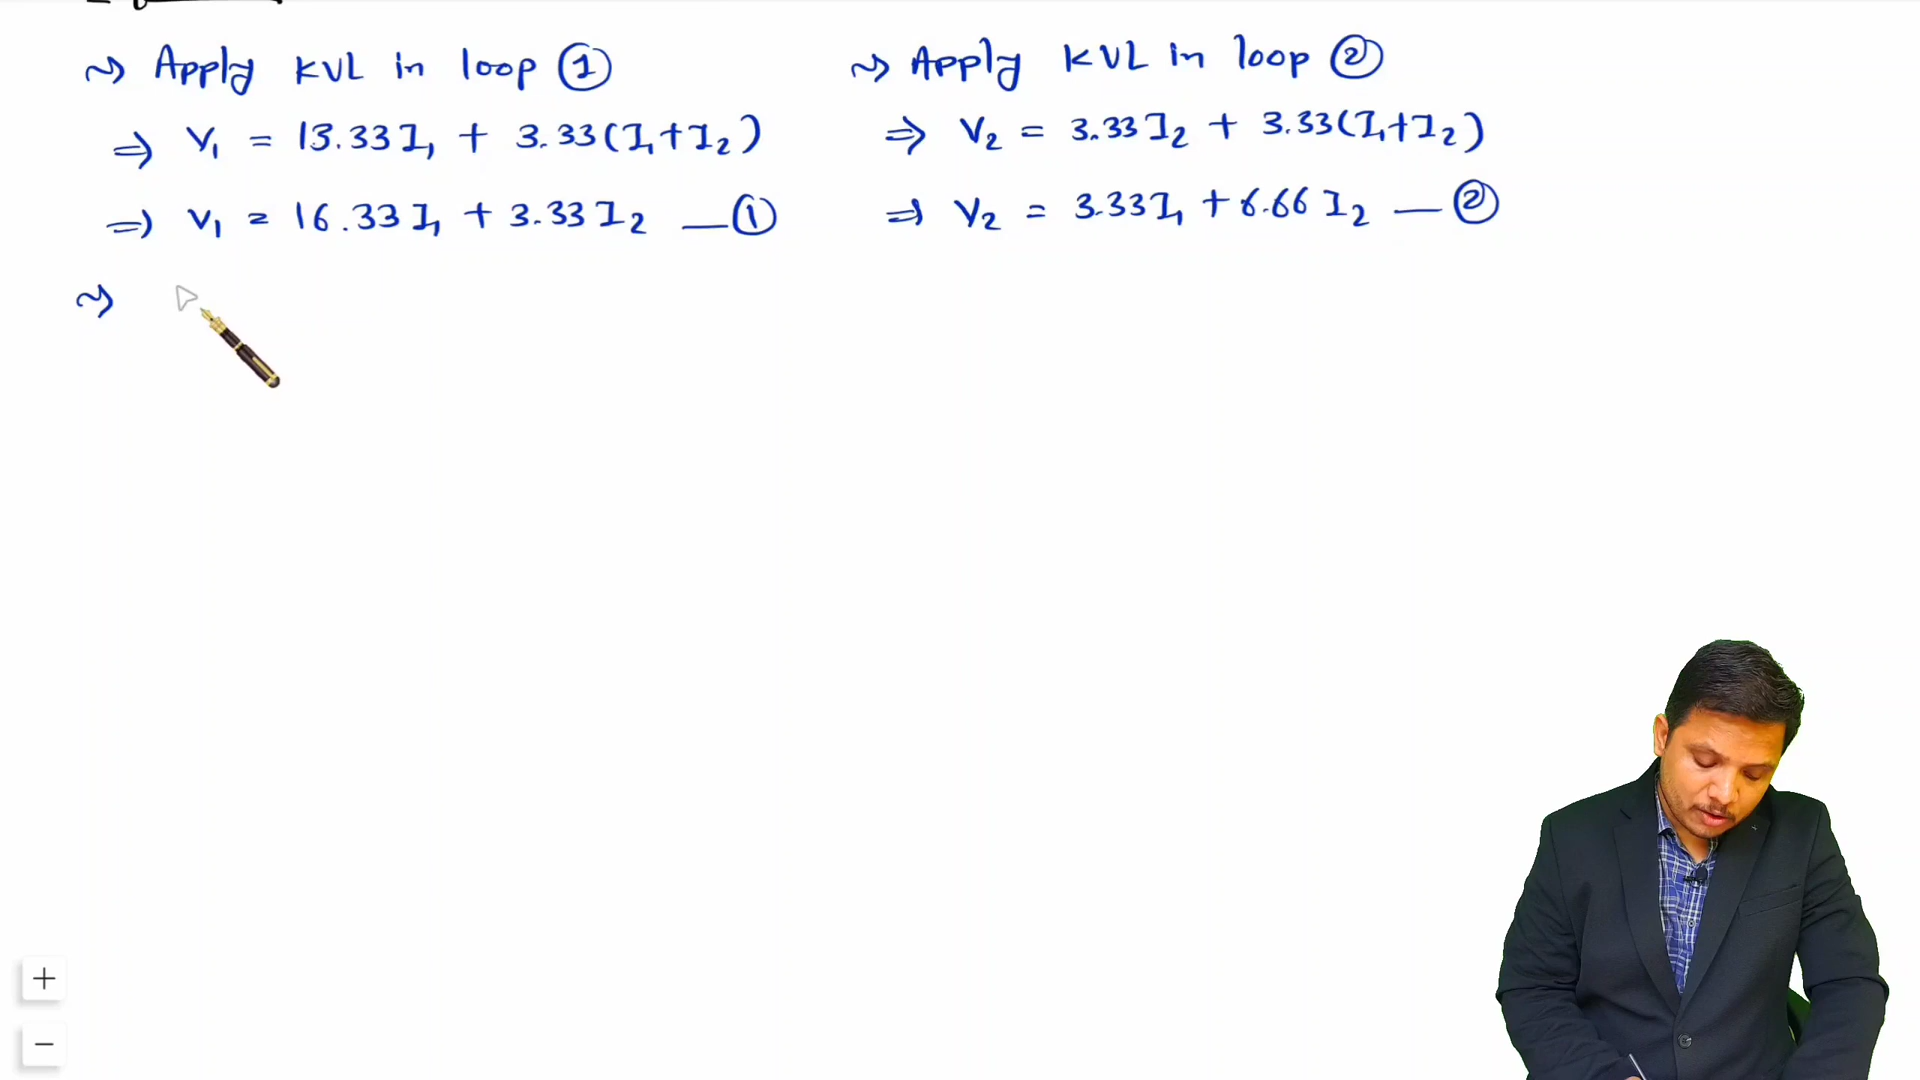 ~> Apply KVL in loop ①
⇒ V₁ = 13.33 I₁ + 3.33 (I₁+I₂)
⇒ V₁ = 16.33 I₁ + 3.33 I₂ —①
~> Apply KVL in loop ②
⇒ V₂ = 3.33 I₂ + 3.33 (I₁+I₂)
⇒ V₂ = 3.33 I₁ + 6.66 I₂ —②
~>